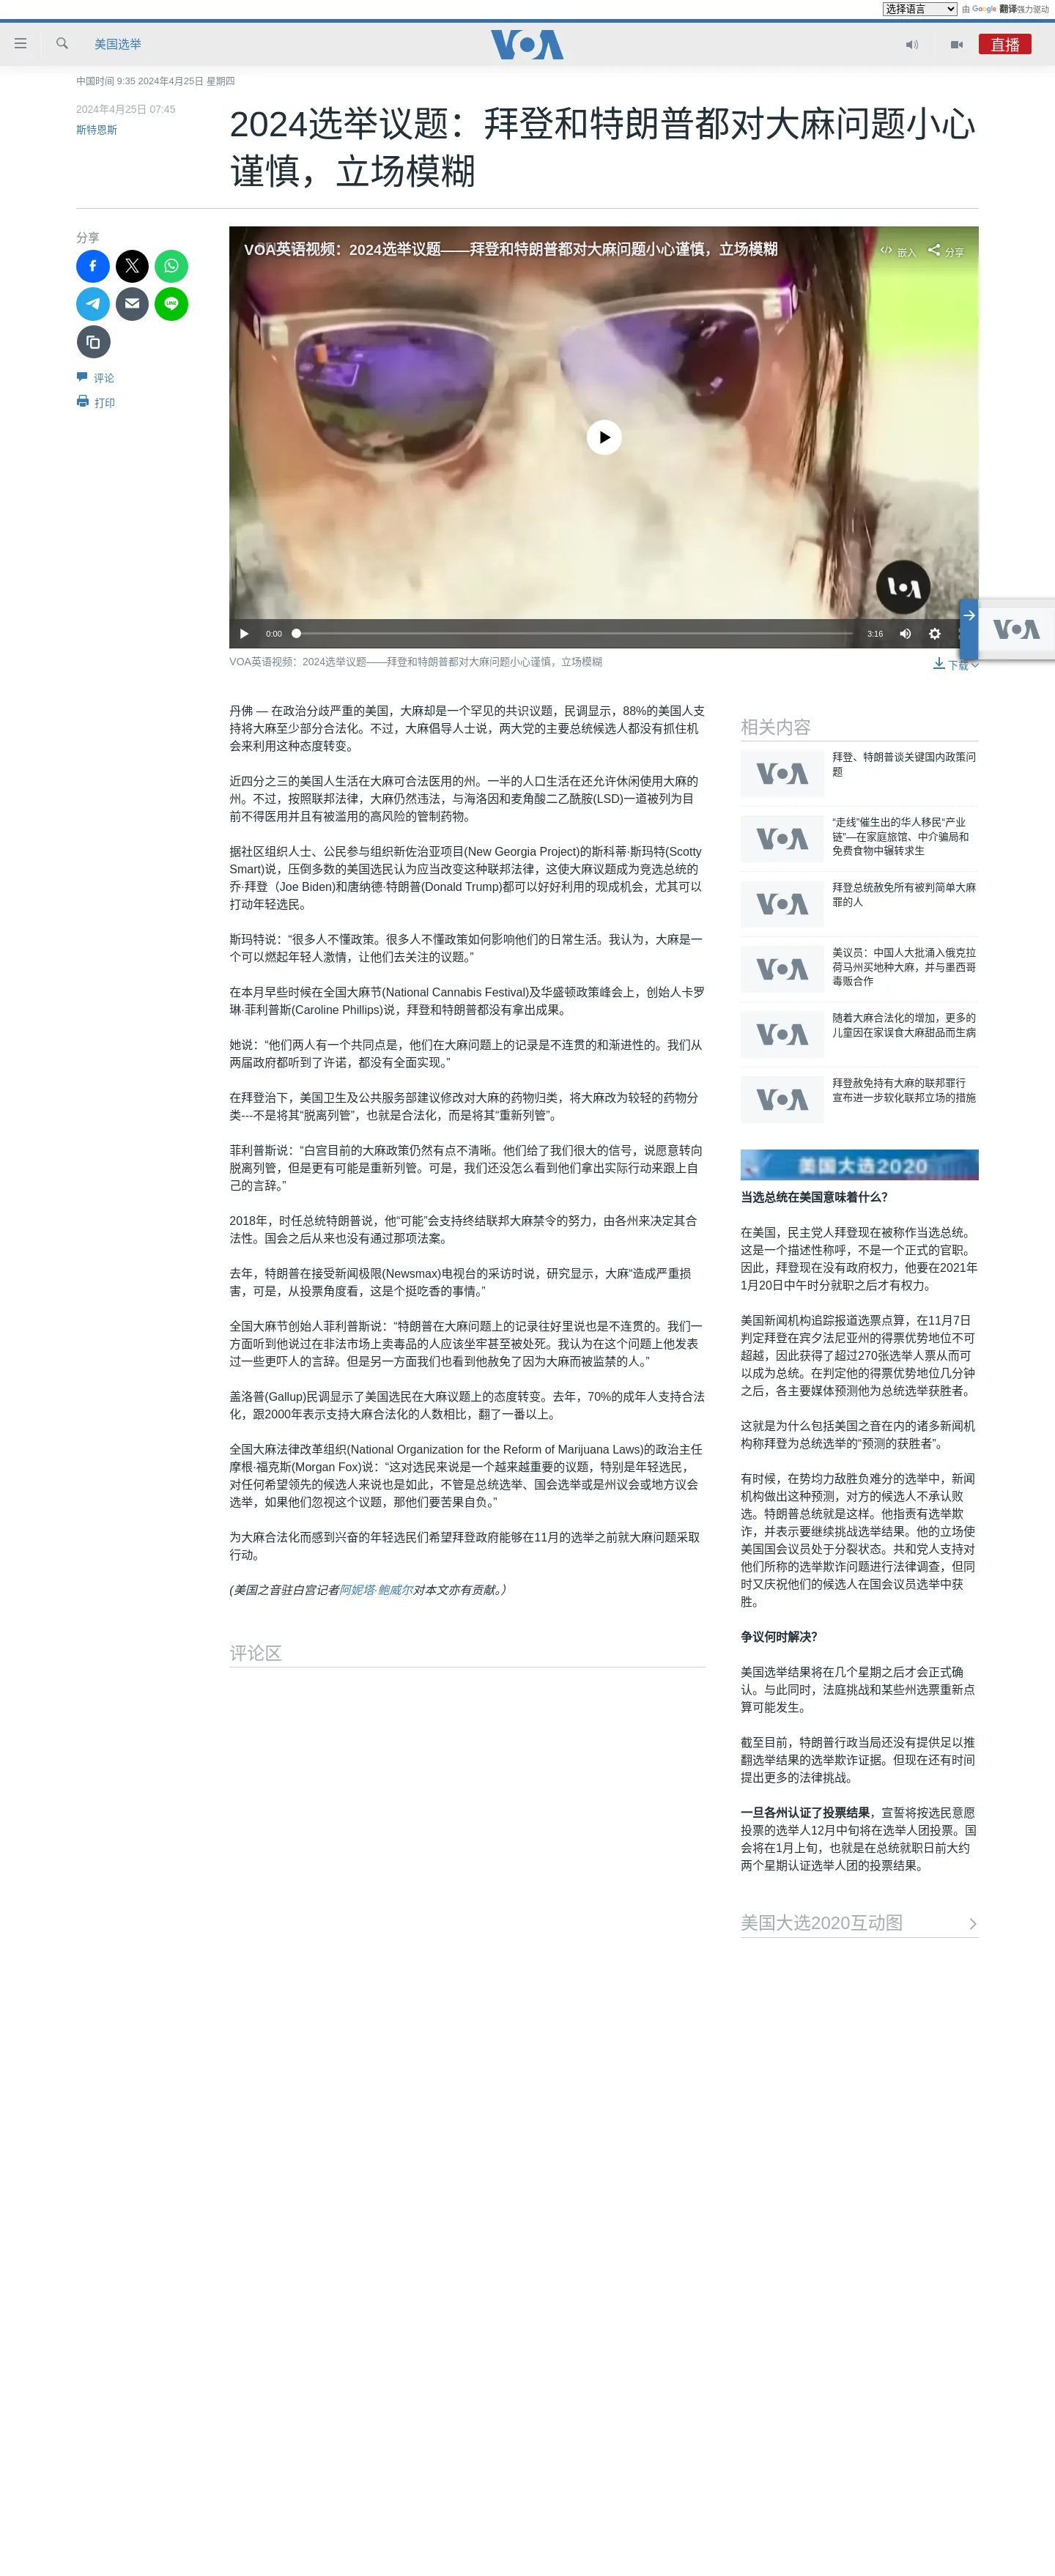 选择语言 由 Google 翻译强力驱动
美国选举
VOA
直播
中国时间 9:35 2024年4月25日 星期四
2024年4月25日 07:45
斯特恩斯
2024选举议题：拜登和特朗普都对大麻问题小心
谨慎，立场模糊
分享
评论
打印
VOA英语视频：2024选举议题——拜登和特朗普都对大麻问题小心谨慎，立场模糊
嵌入 分享
VOA
0:00 3:16
VOA
VOA英语视频：2024选举议题——拜登和特朗普都对大麻问题小心谨慎，立场模糊
下载
丹佛 — 在政治分歧严重的美国，大麻却是一个罕见的共识议题，民调显示，88%的美国人支
持将大麻至少部分合法化。不过，大麻倡导人士说，两大党的主要总统候选人都没有抓住机
会来利用这种态度转变。
近四分之三的美国人生活在大麻可合法医用的州。一半的人口生活在还允许休闲使用大麻的
州。不过，按照联邦法律，大麻仍然违法，与海洛因和麦角酸二乙酰胺(LSD)一道被列为目
前不得医用并且有被滥用的高风险的管制药物。
据社区组织人士、公民参与组织新佐治亚项目(New Georgia Project)的斯科蒂·斯玛特(Scotty
Smart)说，压倒多数的美国选民认为应当改变这种联邦法律，这使大麻议题成为竞选总统的
乔·拜登（Joe Biden)和唐纳德·特朗普(Donald Trump)都可以好好利用的现成机会，尤其可以
打动年轻选民。
斯玛特说：“很多人不懂政策。很多人不懂政策如何影响他们的日常生活。我认为，大麻是一
个可以燃起年轻人激情，让他们去关注的议题。”
在本月早些时候在全国大麻节(National Cannabis Festival)及华盛顿政策峰会上，创始人卡罗
琳·菲利普斯(Caroline Phillips)说，拜登和特朗普都没有拿出成果。
她说：“他们两人有一个共同点是，他们在大麻问题上的记录是不连贯的和渐进性的。我们从
两届政府都听到了许诺，都没有全面实现。”
在拜登治下，美国卫生及公共服务部建议修改对大麻的药物归类，将大麻改为较轻的药物分
类---不是将其“脱离列管”，也就是合法化，而是将其“重新列管”。
菲利普斯说：“白宫目前的大麻政策仍然有点不清晰。他们给了我们很大的信号，说愿意转向
脱离列管，但是更有可能是重新列管。可是，我们还没怎么看到他们拿出实际行动来跟上自
己的言辞。”
2018年，时任总统特朗普说，他“可能”会支持终结联邦大麻禁令的努力，由各州来决定其合
法性。国会之后从来也没有通过那项法案。
去年，特朗普在接受新闻极限(Newsmax)电视台的采访时说，研究显示，大麻“造成严重损
害，可是，从投票角度看，这是个挺吃香的事情。”
全国大麻节创始人菲利普斯说：“特朗普在大麻问题上的记录往好里说也是不连贯的。我们一
方面听到他说过在非法市场上卖毒品的人应该坐牢甚至被处死。我认为在这个问题上他发表
过一些更吓人的言辞。但是另一方面我们也看到他赦免了因为大麻而被监禁的人。”
盖洛普(Gallup)民调显示了美国选民在大麻议题上的态度转变。去年，70%的成年人支持合法
化，跟2000年表示支持大麻合法化的人数相比，翻了一番以上。
全国大麻法律改革组织(National Organization for the Reform of Marijuana Laws)的政治主任
摩根·福克斯(Morgan Fox)说：“这对选民来说是一个越来越重要的议题，特别是年轻选民，
对任何希望领先的候选人来说也是如此，不管是总统选举、国会选举或是州议会或地方议会
选举，如果他们忽视这个议题，那他们要苦果自负。”
为大麻合法化而感到兴奋的年轻选民们希望拜登政府能够在11月的选举之前就大麻问题采取
行动。
(美国之音驻白宫记者阿妮塔·鲍威尔对本文亦有贡献。）
评论区
相关内容
VOA
拜登、特朗普谈关键国内政策问
题
VOA
“走线”催生出的华人移民“产业
链”—在家庭旅馆、中介骗局和
免费食物中辗转求生
VOA
拜登总统赦免所有被判简单大麻
罪的人
VOA
美议员：中国人大批涌入俄克拉
荷马州买地种大麻，并与墨西哥
毒贩合作
VOA
随着大麻合法化的增加，更多的
儿童因在家误食大麻甜品而生病
VOA
拜登赦免持有大麻的联邦罪行
宣布进一步软化联邦立场的措施
美国大选2020
当选总统在美国意味着什么？
在美国，民主党人拜登现在被称作当选总统。
这是一个描述性称呼，不是一个正式的官职。
因此，拜登现在没有政府权力，他要在2021年
1月20日中午时分就职之后才有权力。
美国新闻机构追踪报道选票点算，在11月7日
判定拜登在宾夕法尼亚州的得票优势地位不可
超越，因此获得了超过270张选举人票从而可
以成为总统。在判定他的得票优势地位几分钟
之后，各主要媒体预测他为总统选举获胜者。
这就是为什么包括美国之音在内的诸多新闻机
构称拜登为总统选举的“预测的获胜者”。
有时候，在势均力敌胜负难分的选举中，新闻
机构做出这种预测，对方的候选人不承认败
选。特朗普总统就是这样。他指责有选举欺
诈，并表示要继续挑战选举结果。他的立场使
美国国会议员处于分裂状态。共和党人支持对
他们所称的选举欺诈问题进行法律调查，但同
时又庆祝他们的候选人在国会议员选举中获
胜。
争议何时解决？
美国选举结果将在几个星期之后才会正式确
认。与此同时，法庭挑战和某些州选票重新点
算可能发生。
截至目前，特朗普行政当局还没有提供足以推
翻选举结果的选举欺诈证据。但现在还有时间
提出更多的法律挑战。
一旦各州认证了投票结果，宣誓将按选民意愿
投票的选举人12月中旬将在选举人团投票。国
会将在1月上旬，也就是在总统就职日前大约
两个星期认证选举人团的投票结果。
美国大选2020互动图